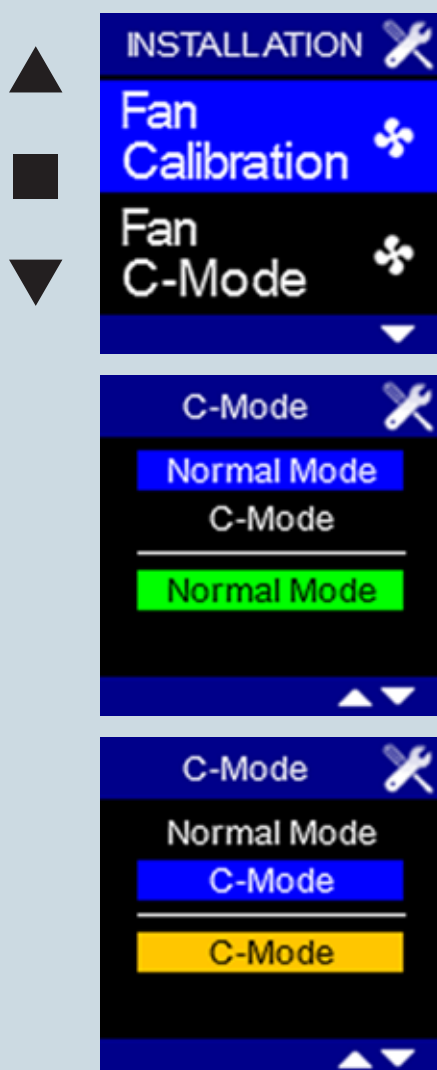 INSTALLATION
Fan
Calibration
Fan
C-Mode
C-Mode
Normal Mode
C-Mode
Normal Mode
C-Mode
Normal Mode
C-Mode
C-Mode